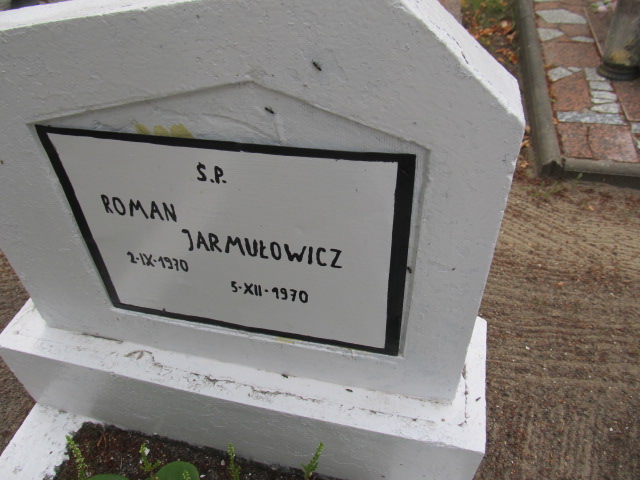 Ś.P.
ROMAN
JARMUŁOWICZ
2-IX-1970
5-XII-1970